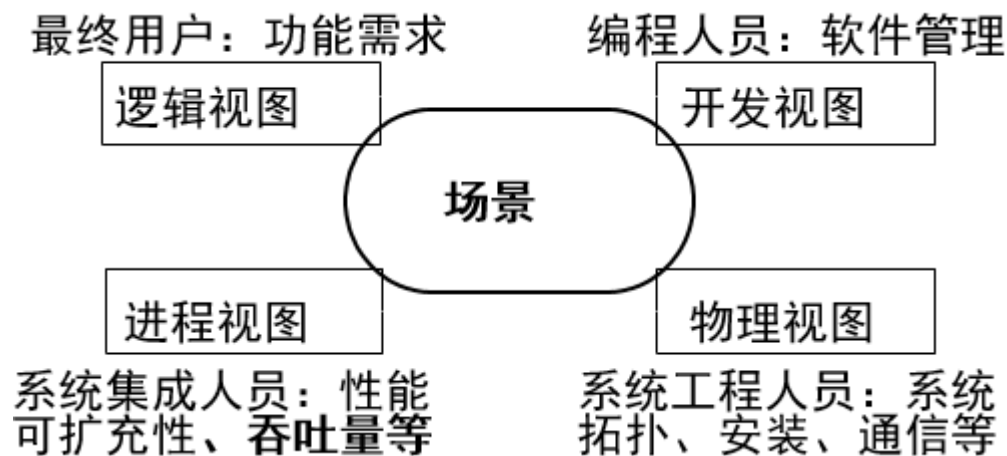 最终用户：功能需求
编程人员：软件管理
逻辑视图
开发视图
场景
进程视图
物理视图
系统集成人员：性能
可扩充性、吞吐量等
系统工程人员：系统
拓扑、安装、通信等